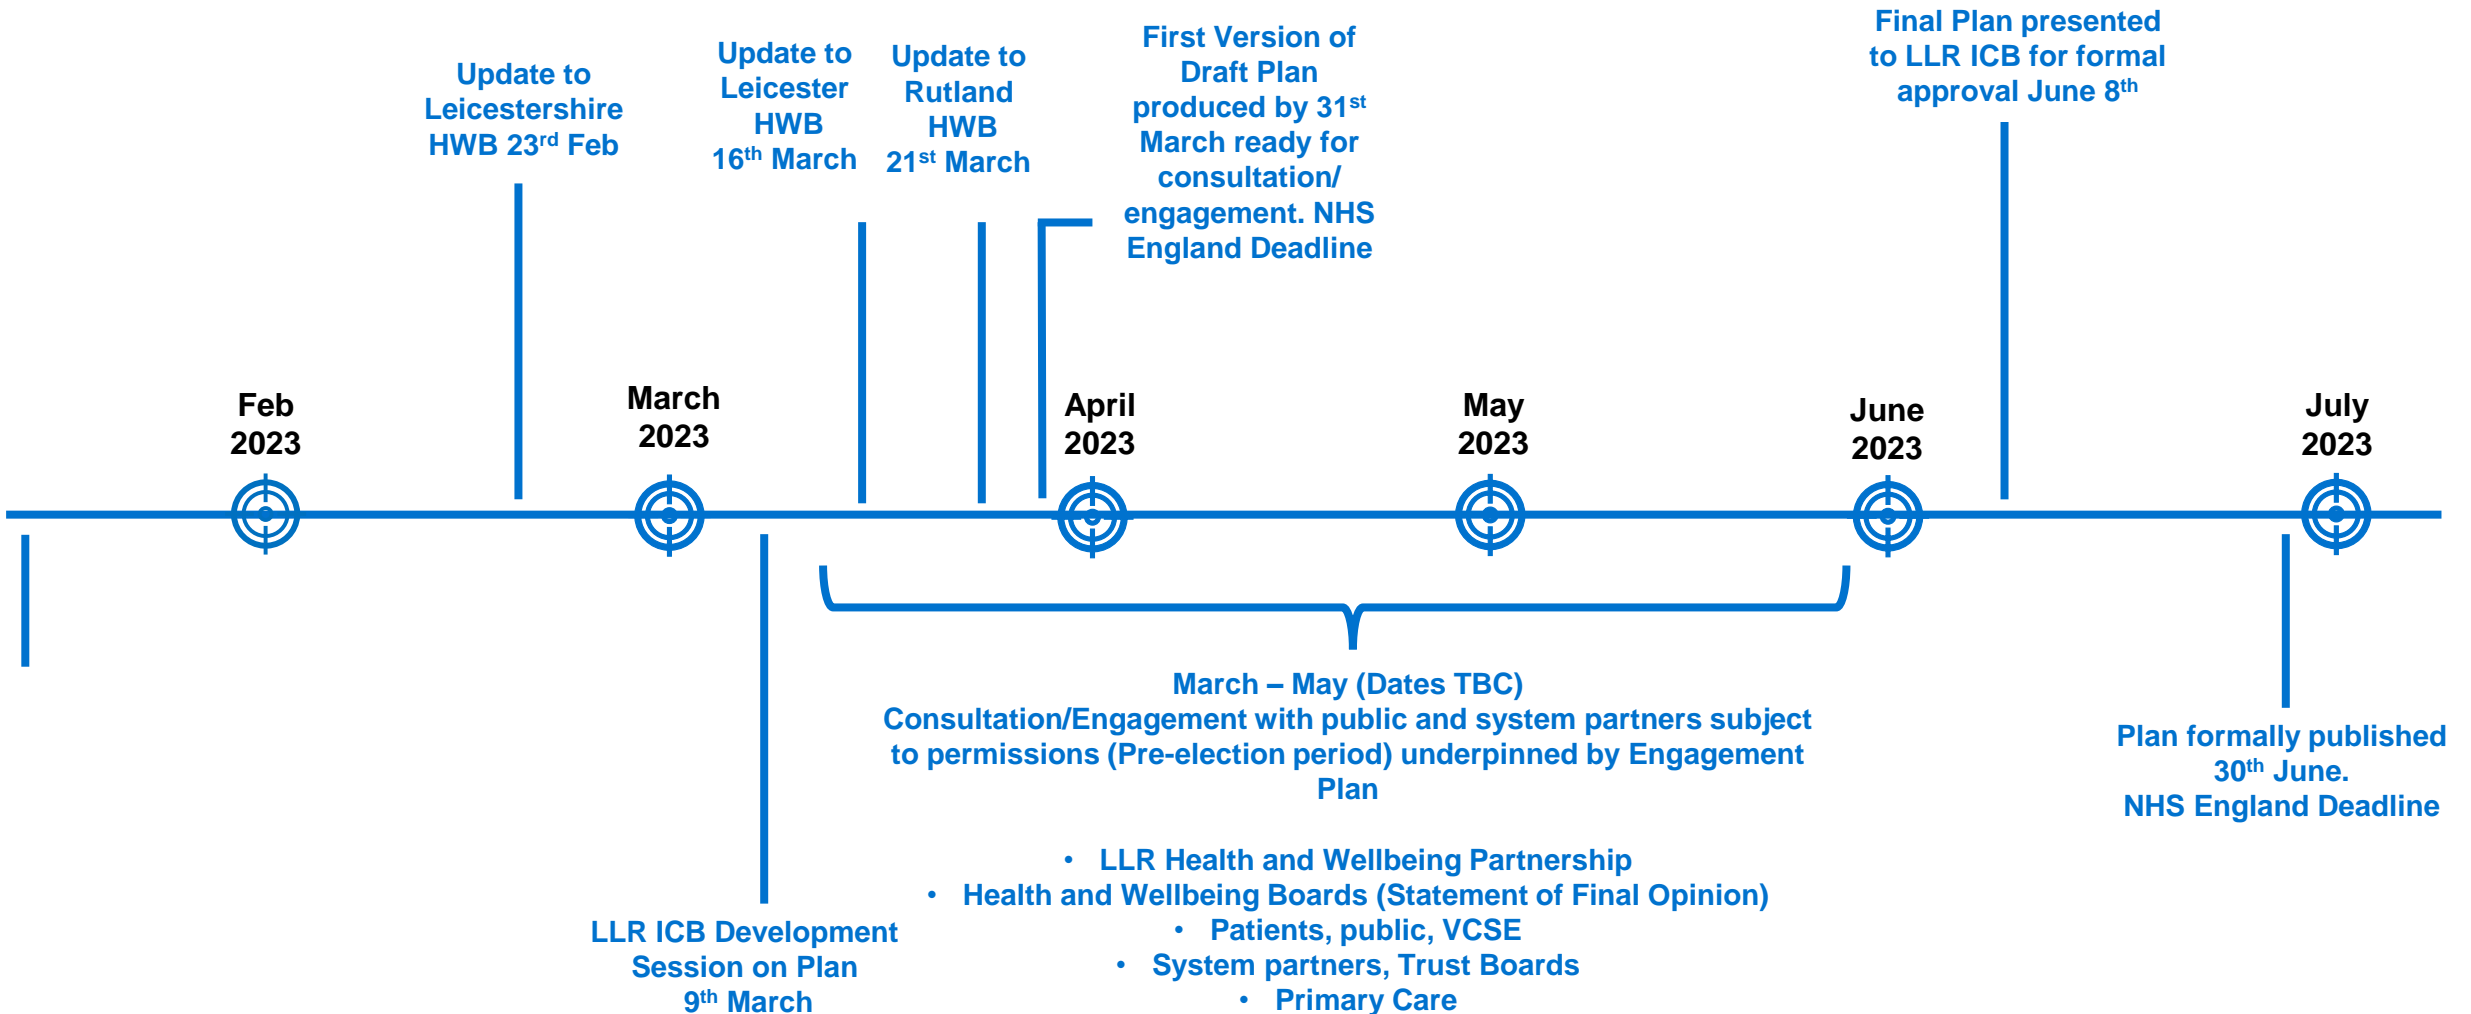 Update to
Leicestershire
HWB 23rd Feb
Update to
Leicester
HWB
16th March
Update to
Rutland
HWB
21st March
First Version of
Draft Plan
produced by 31st
March ready for
consultation/
engagement. NHS
England Deadline
Final Plan presented
to LLR ICB for formal
approval June 8th
Feb
2023
March
2023
April
2023
May
2023
June
2023
July
2023
LLR ICB Development
Session on Plan
9th March
March – May (Dates TBC)
Consultation/Engagement with public and system partners subject
to permissions (Pre-election period) underpinned by Engagement
Plan
• LLR Health and Wellbeing Partnership
• Health and Wellbeing Boards (Statement of Final Opinion)
• Patients, public, VCSE
• System partners, Trust Boards
• Primary Care
Plan formally published
30th June.
NHS England Deadline